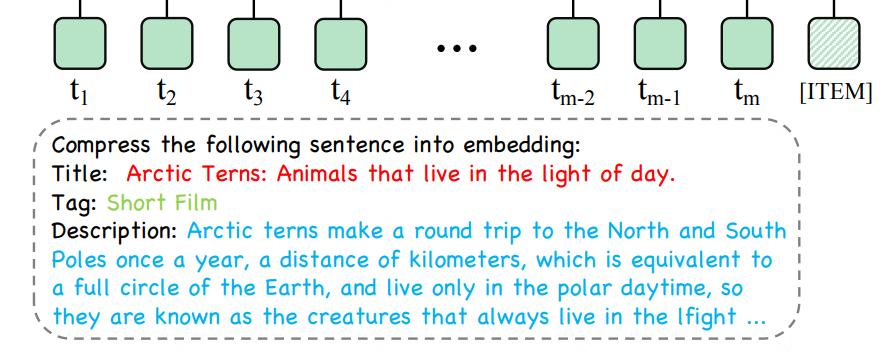 t1 t2 t3 t4 ... tm-2 tm-1 tm [ITEM]
Compress the following sentence into embedding:
Title: Arctic Terns: Animals that live in the light of day.
Tag: Short Film
Description: Arctic terns make a round trip to the North and South
Poles once a year, a distance of kilometers, which is equivalent to
a full circle of the Earth, and live only in the polar daytime, so
they are known as the creatures that always live in the lfight ...